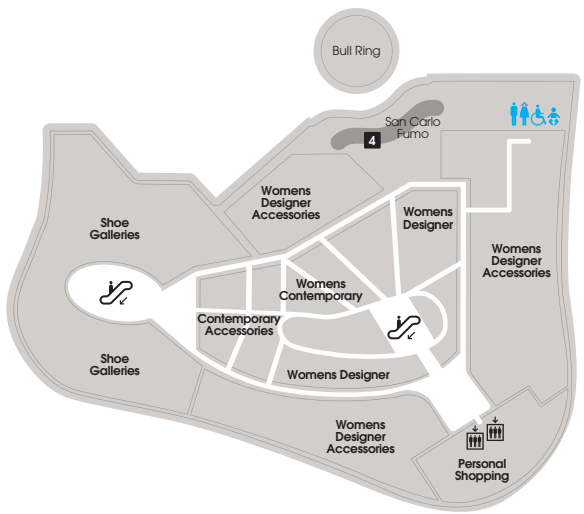 Bull Ring
San Carlo
Fumo
4
Womens
Designer
Accessories
Womens
Designer
Shoe
Galleries
Womens
Designer
Accessories
Womens
Contemporary
Contemporary
Accessories
Shoe
Galleries
Womens Designer
Womens
Designer
Accessories
Personal
Shopping